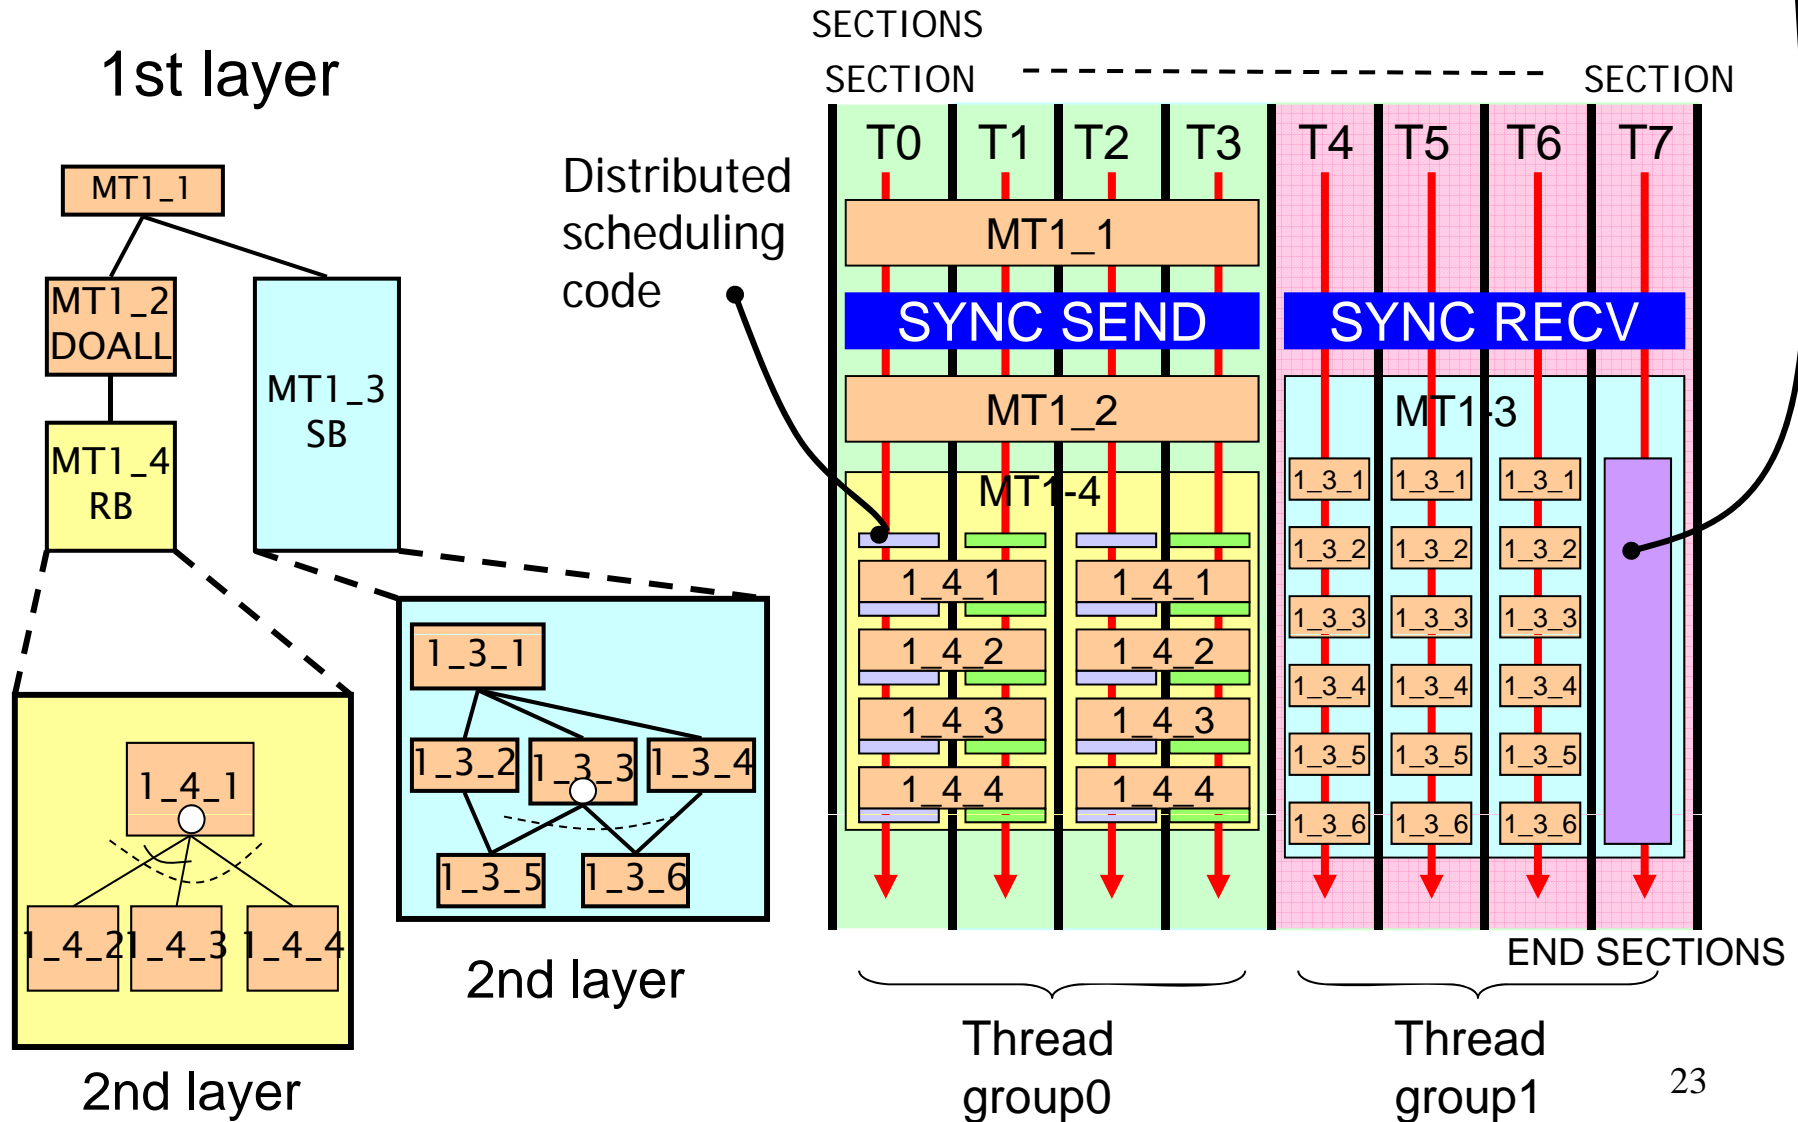 1st layer
MT1_1
MT1_2
DOALL
MT1_3
SB
MT1_4
RB
1_3_1
1_3_2
1_3_3
1_3_4
1_3_5
1_3_6
2nd layer
1_4_1
1_4_2
1_4_3
1_4_4
2nd layer
Distributed
scheduling
code
SECTIONS
SECTION
SECTION
T0 T1 T2 T3 T4 T5 T6 T7
MT1_1
SYNC SEND SYNC RECV
MT1_2
MT1-3
MT1-4
1_3_1 1_3_1 1_3_1
1_3_2 1_3_2 1_3_2
1_4_1 1_4_1
1_3_3 1_3_3 1_3_3
1_4_2 1_4_2
1_3_4 1_3_4 1_3_4
1_4_3 1_4_3
1_3_5 1_3_5 1_3_5
1_4_4 1_4_4
1_3_6 1_3_6 1_3_6
END SECTIONS
Thread
group0
Thread
group1
23